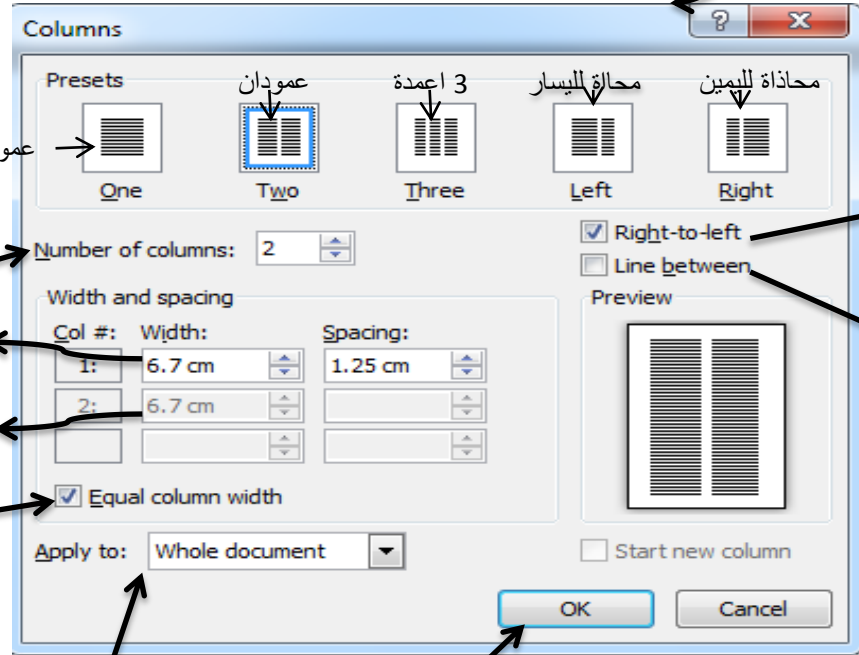 Columns
Presets
عمودان
3 اعمدة
محالة لليسار
محاذاة لليمين
One
Two
Three
Left
Right
Number of columns: 2
Right-to-left
Line between
Width and spacing
Preview
Col #: Width: Spacing:
1: 6.7 cm 1.25 cm
2: 6.7 cm
Equal column width
Apply to: Whole document
Start new column
OK
Cancel